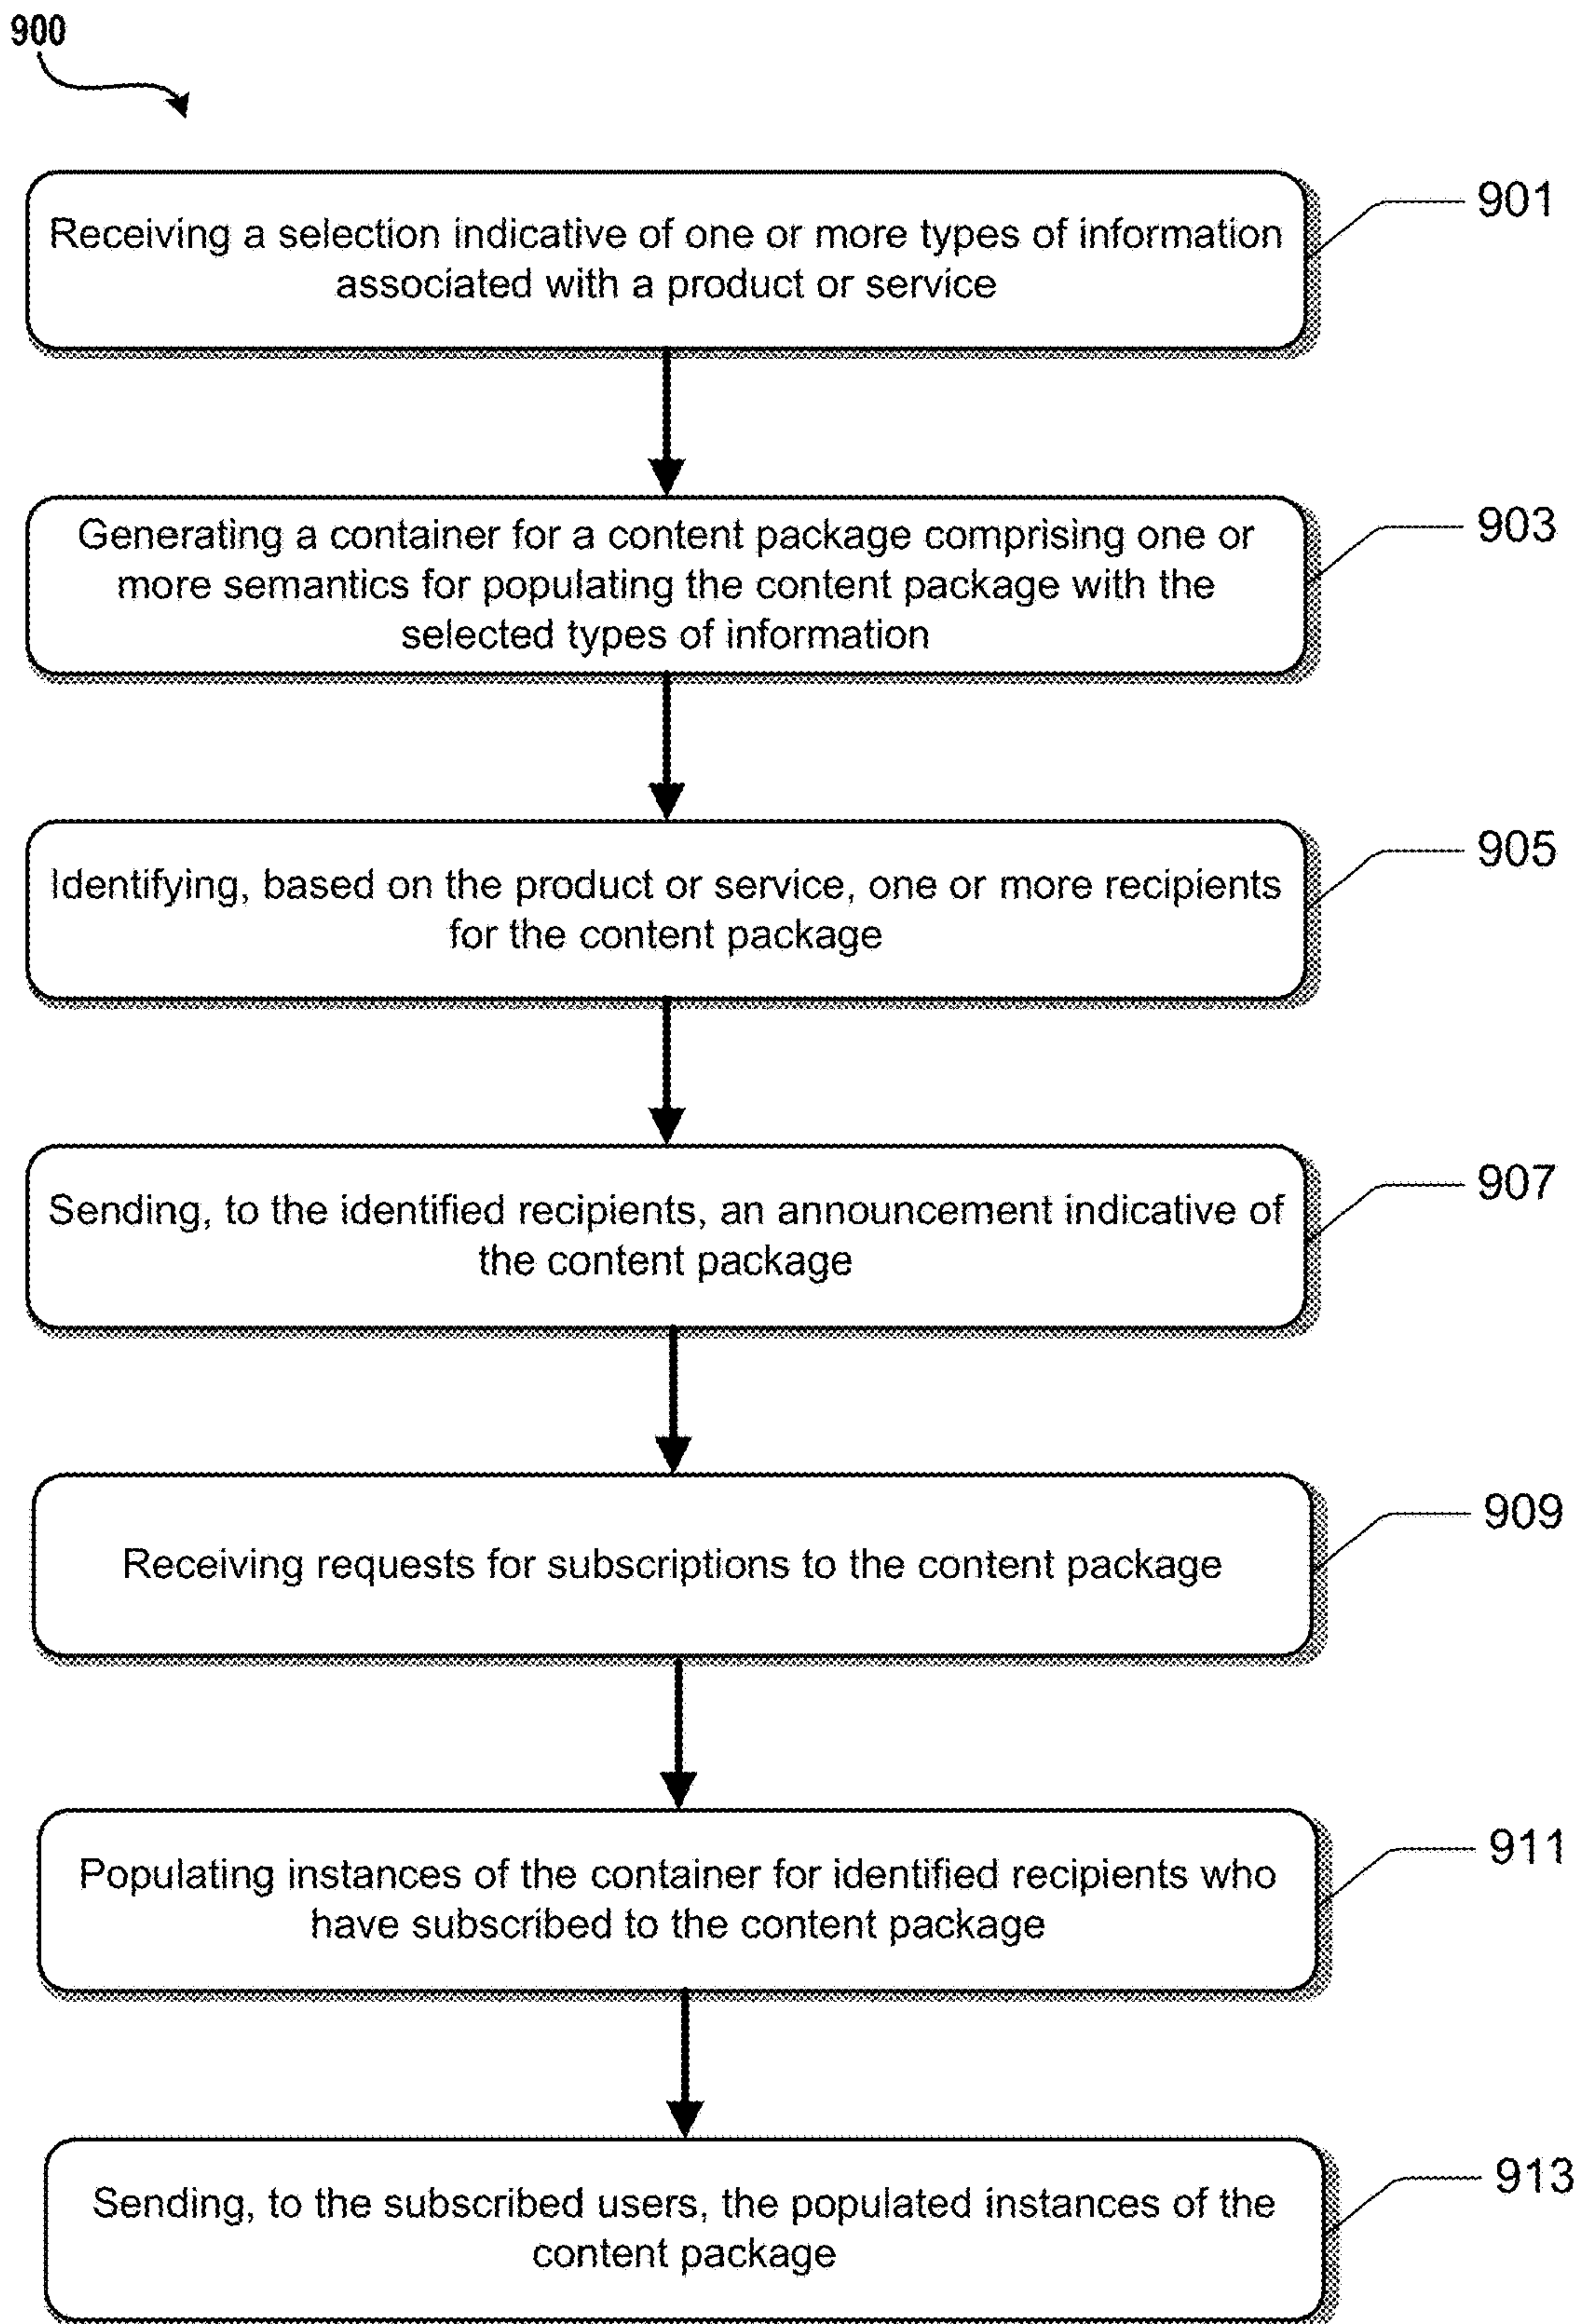 900
Receiving a selection indicative of one or more types of information
associated with a product or service
901
Generating a container for a content package comprising one or
more semantics for populating the content package with the
selected types of information
903
Identifying, based on the product or service, one or more recipients
for the content package
905
Sending, to the identified recipients, an announcement indicative of
the content package
907
Receiving requests for subscriptions to the content package
909
Populating instances of the container for identified recipients who
have subscribed to the content package
911
Sending, to the subscribed users, the populated instances of the
content package
913